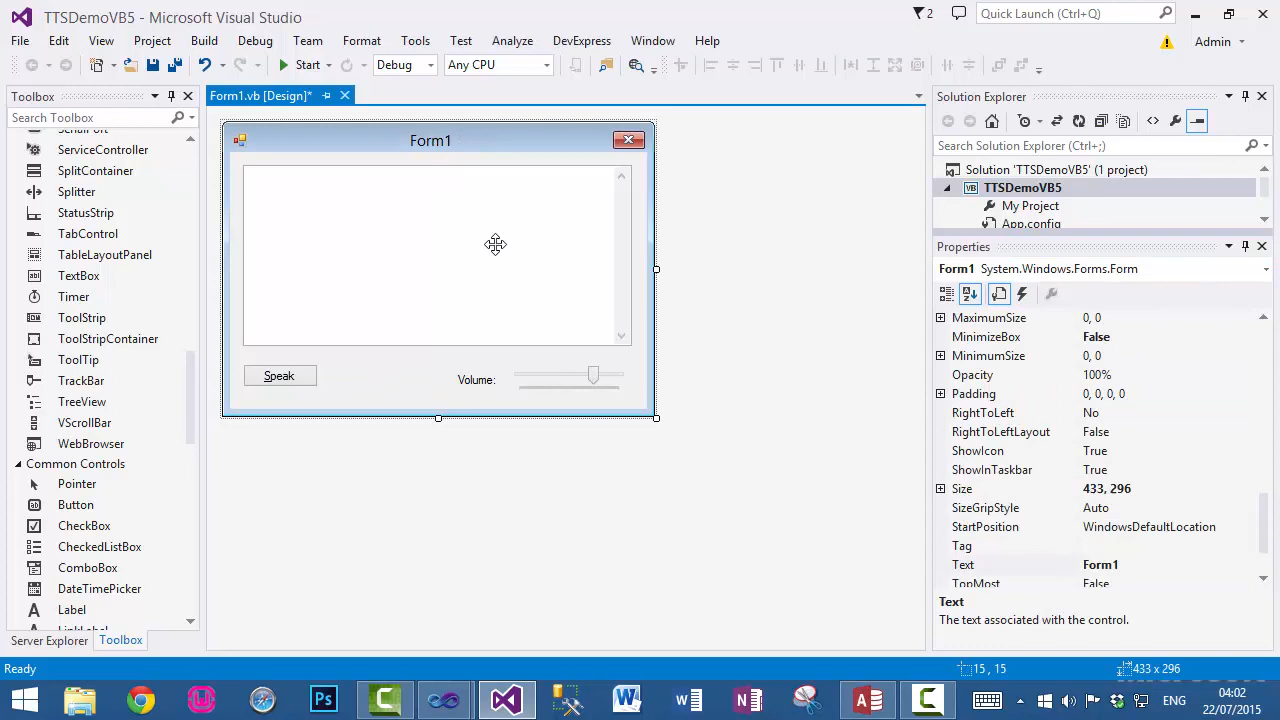 TTSDemoVB5 - Microsoft Visual Studio
2
Quick Launch (Ctrl+Q)
File Edit View Project Build Debug Team Format Tools Test Analyze DevExpress Window Help
Admin
Start Debug Any CPU
Toolbox
Form1.vb [Design]*
Solution Explorer
Search Toolbox
Search Solution Explorer (Ctrl+;)
ServiceController
SplitContainer
Splitter
StatusStrip
TabControl
TableLayoutPanel
TextBox
Timer
ToolStrip
ToolStripContainer
ToolTip
TrackBar
TreeView
VScrollBar
WebBrowser
Common Controls
Pointer
Button
CheckBox
CheckedListBox
ComboBox
DateTimePicker
Label
LinkLabel
Server Explorer Toolbox
Form1
Speak
Volume:
Solution 'TTSDemoVB5' (1 project)
VB TTSDemoVB5
My Project
App.config
Properties
Form1 System.Windows.Forms.Form
MaximumSize 0, 0
MinimizeBox False
MinimumSize 0, 0
Opacity 100%
Padding 0, 0, 0, 0
RightToLeft No
RightToLeftLayout False
ShowIcon True
ShowInTaskbar True
Size 433, 296
SizeGripStyle Auto
StartPosition WindowsDefaultLocation
Tag
Text Form1
TopMost False
Text
The text associated with the control.
Ready
15 , 15
433 x 296
Ps
ENG
04:02
22/07/2015